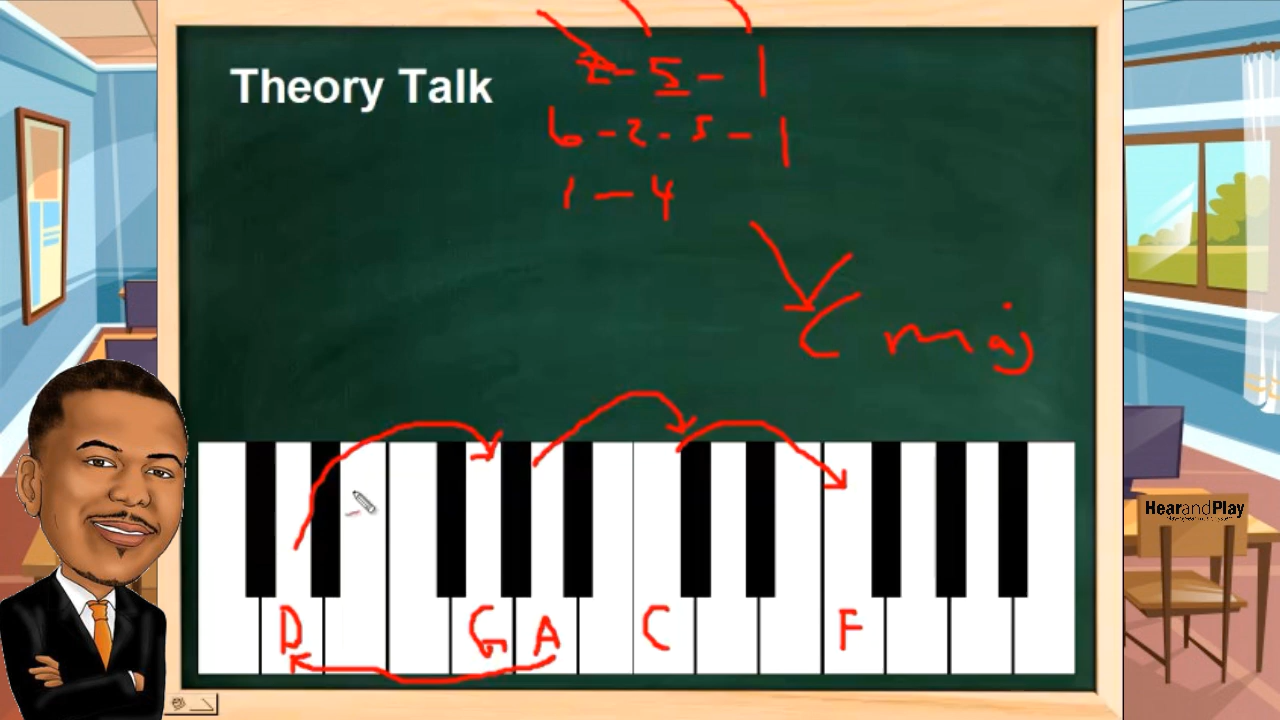 Theory Talk
2-5-1
6-2-5-1
1-4
C maj
HearandPlay
D G A C F